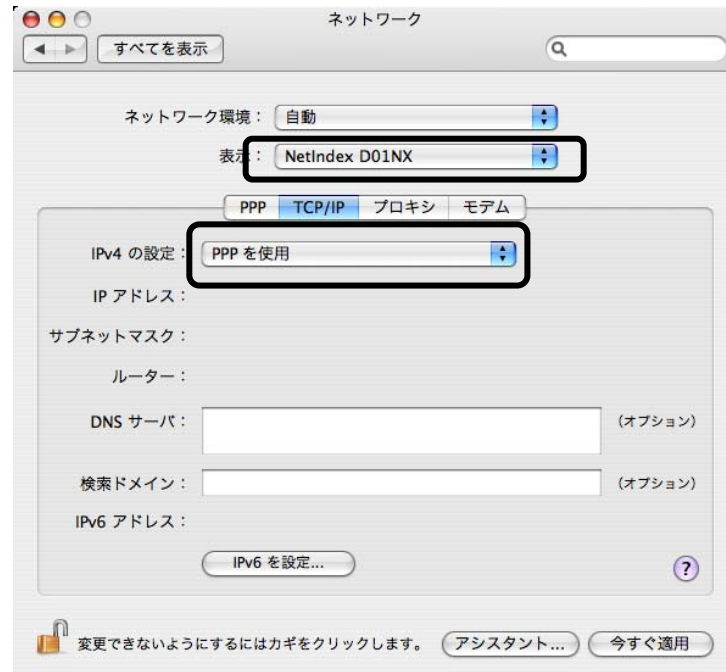 ネットワーク
すべてを表示
ネットワーク環境： 自動
表示： NetIndex D01NX
PPP TCP/IP プロキシ モデム
IPv4 の設定： PPP を使用
IP アドレス：
サブネットマスク：
ルーター：
DNS サーバ： （オプション）
検索ドメイン： （オプション）
IPv6 アドレス：
IPv6 を設定...
?
変更できないようにするにはカギをクリックします。 アシスタント... 今すぐ適用